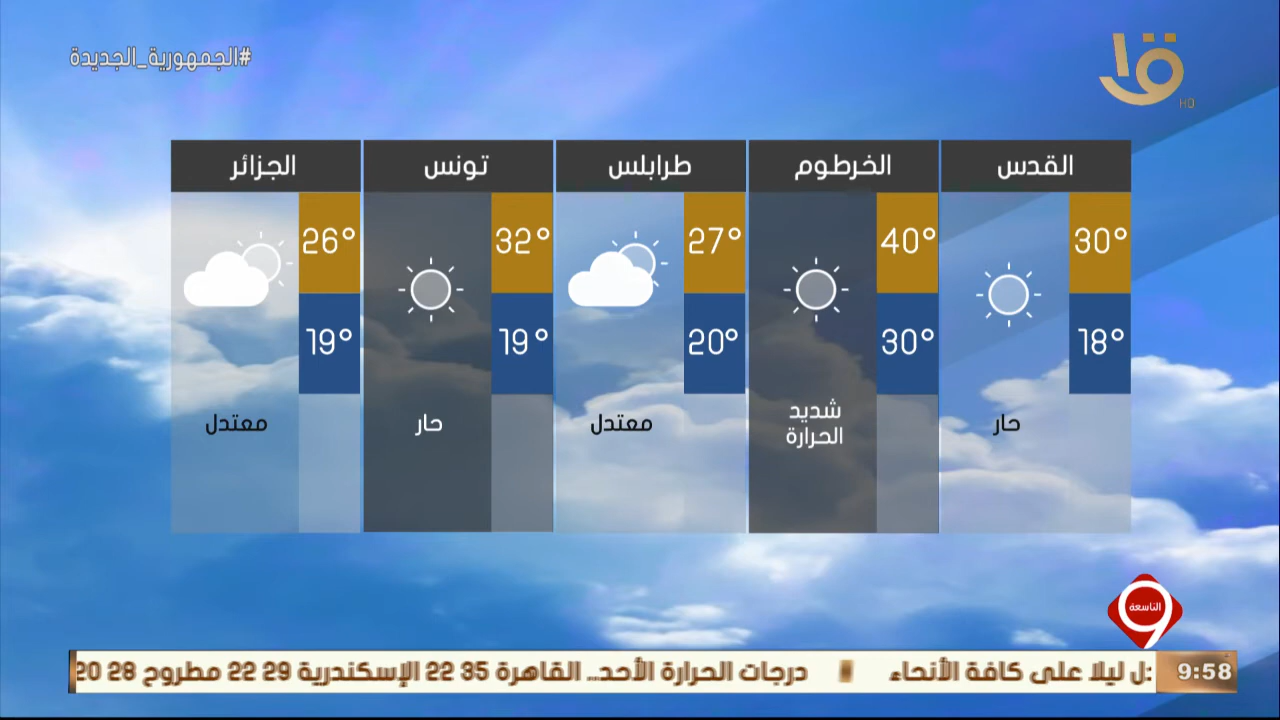 #الجمهورية_الجديدة
HD
القدس
30°
18°
حار
الخرطوم
40°
30°
شديد
الحرارة
طرابلس
27°
20°
معتدل
تونس
32°
19°
حار
الجزائر
26°
19°
معتدل
التاسعة
9
9:58
ليلا على كافة الأنحاء
درجات الحرارة الأحد.. القاهرة 35 22 الإسكندرية 29 22 مطروح 28 20